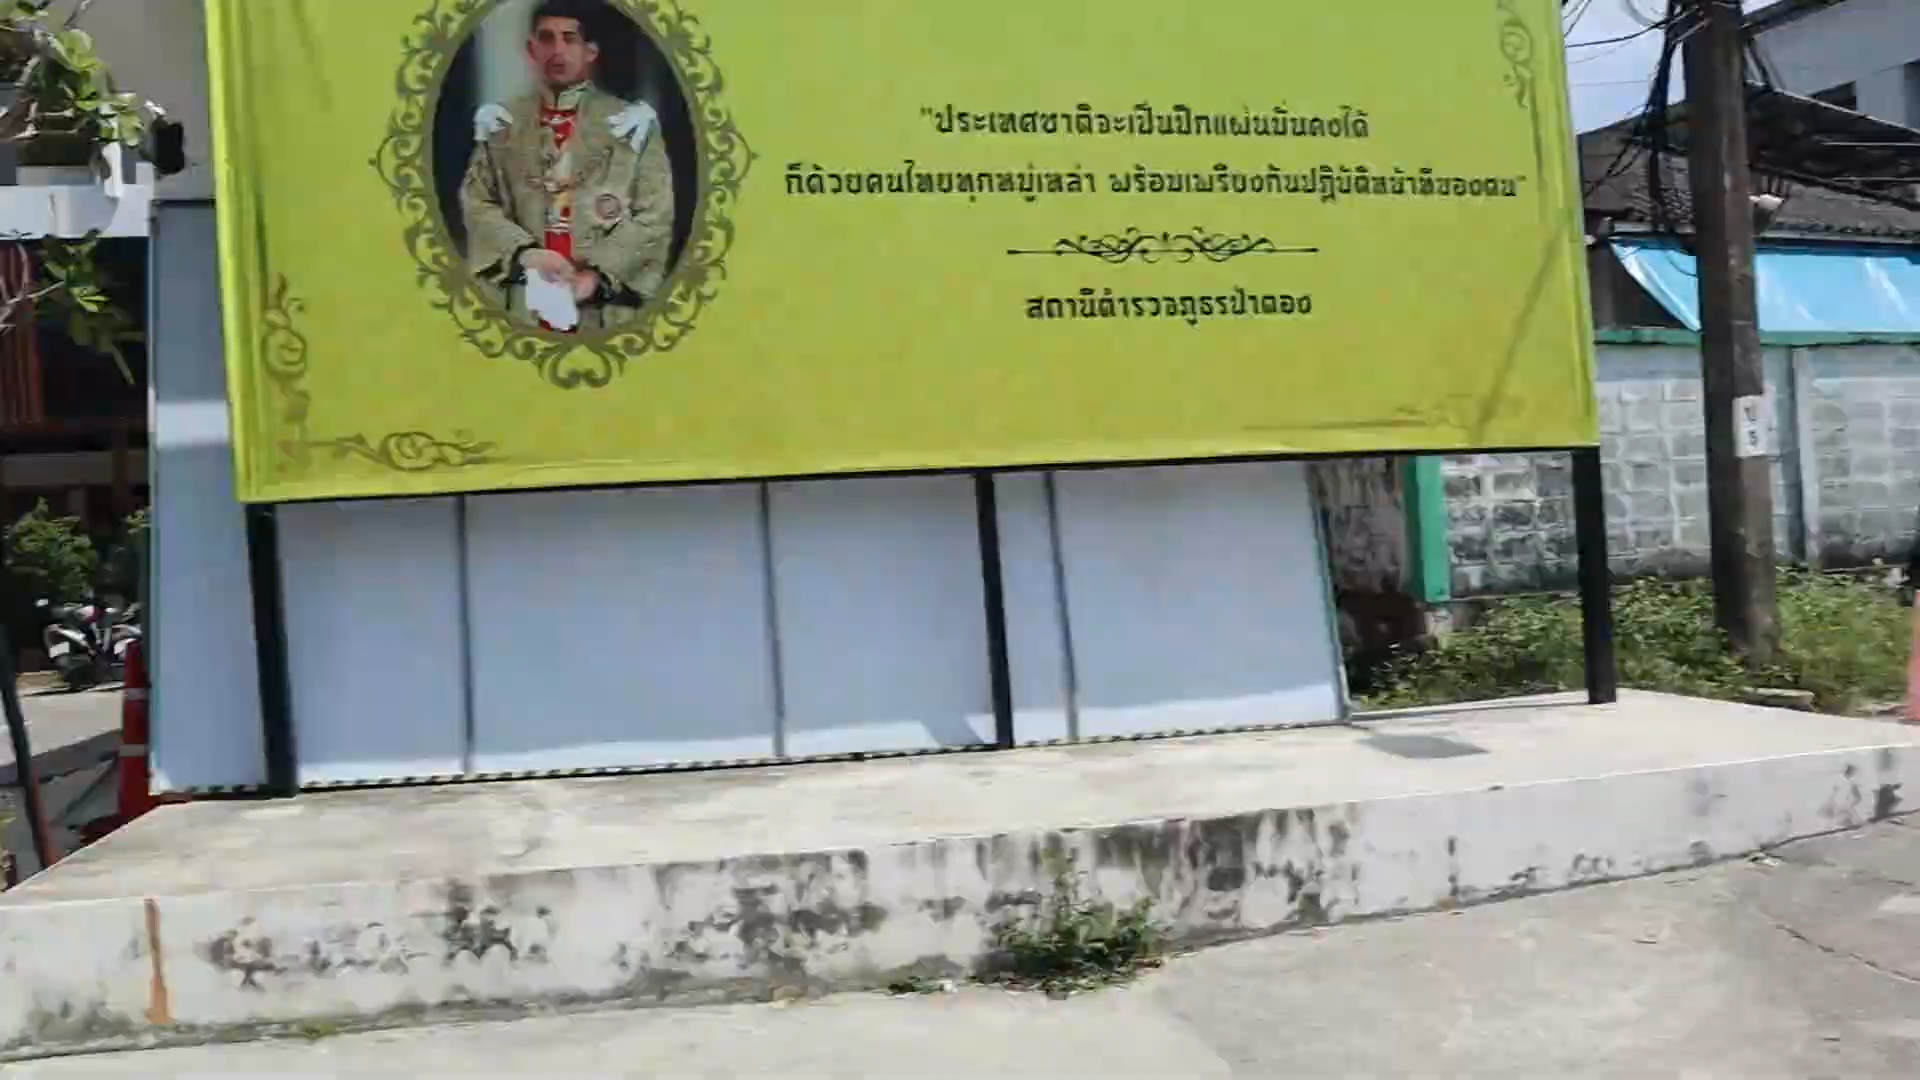 "ประเทศชาติจะเป็นปึกแผ่นมั่นคงได้
ก็ด้วยคนไทยทุกหมู่เหล่า พร้อมเพรียงกันปฏิบัติหน้าที่ของตน"
สถานีตำรวจภูธรป่าตอง